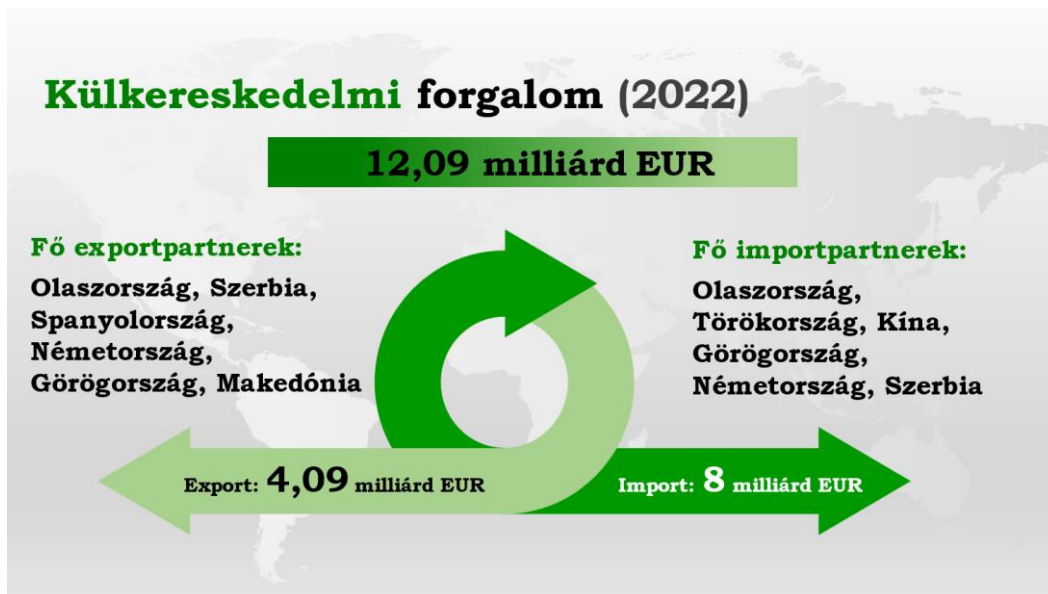 Külkereskedelmi forgalom (2022)
12,09 milliárd EUR
Fő exportpartnerek:
Olaszország, Szerbia,
Spanyolország,
Németország,
Görögország, Makedónia
Fő importpartnerek:
Olaszország,
Törökország, Kína,
Görögország,
Németország, Szerbia
Export: 4,09 milliárd EUR
Import: 8 milliárd EUR